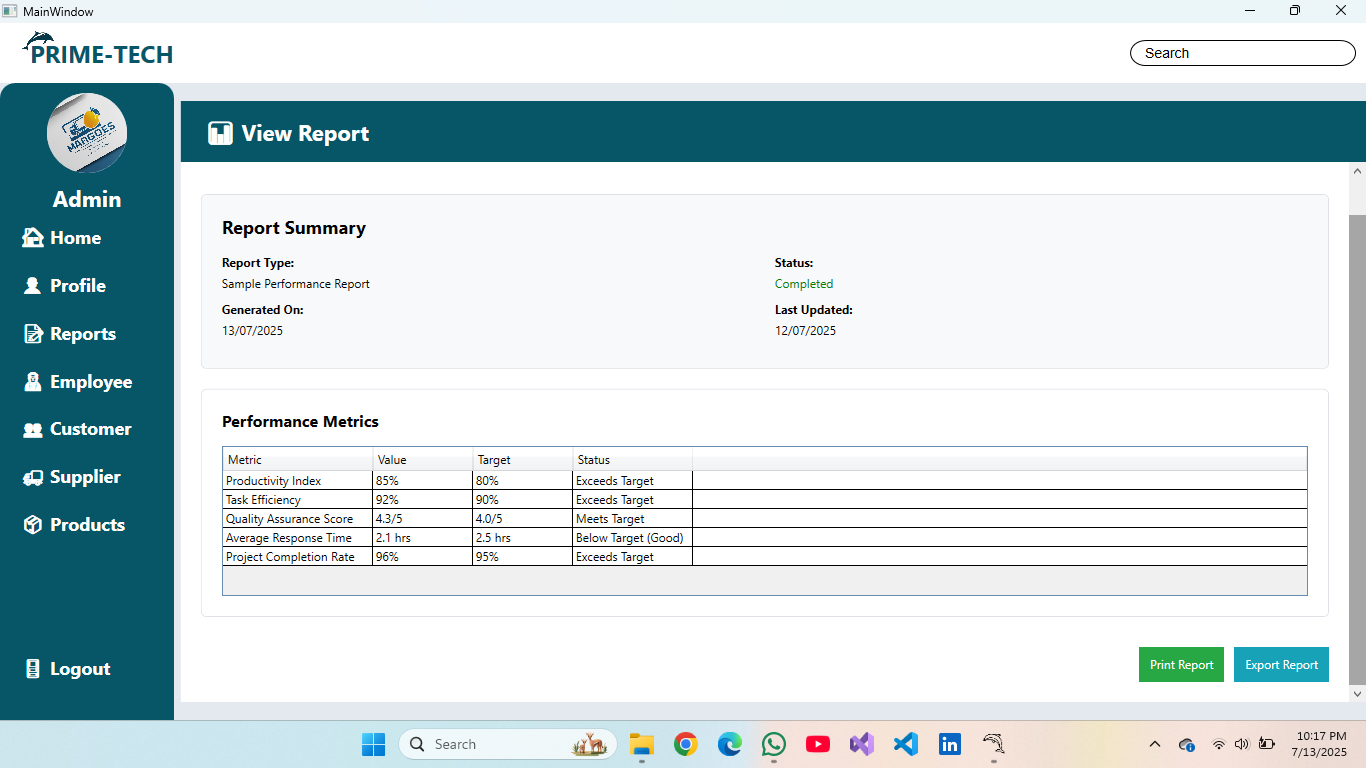 MainWindow
PRIME-TECH
Search
MARGOES
Admin
Home
Profile
Reports
Employee
Customer
Supplier
Products
Logout
View Report
Report Summary
Report Type:
Status:
Sample Performance Report
Completed
Generated On:
Last Updated:
13/07/2025
12/07/2025
Performance Metrics
Metric Value Target Status
Productivity Index 85% 80% Exceeds Target
Task Efficiency 92% 90% Exceeds Target
Quality Assurance Score 4.3/5 4.0/5 Meets Target
Average Response Time 2.1 hrs 2.5 hrs Below Target (Good)
Project Completion Rate 96% 95% Exceeds Target
Print Report
Export Report
Search
10:17 PM
7/13/2025